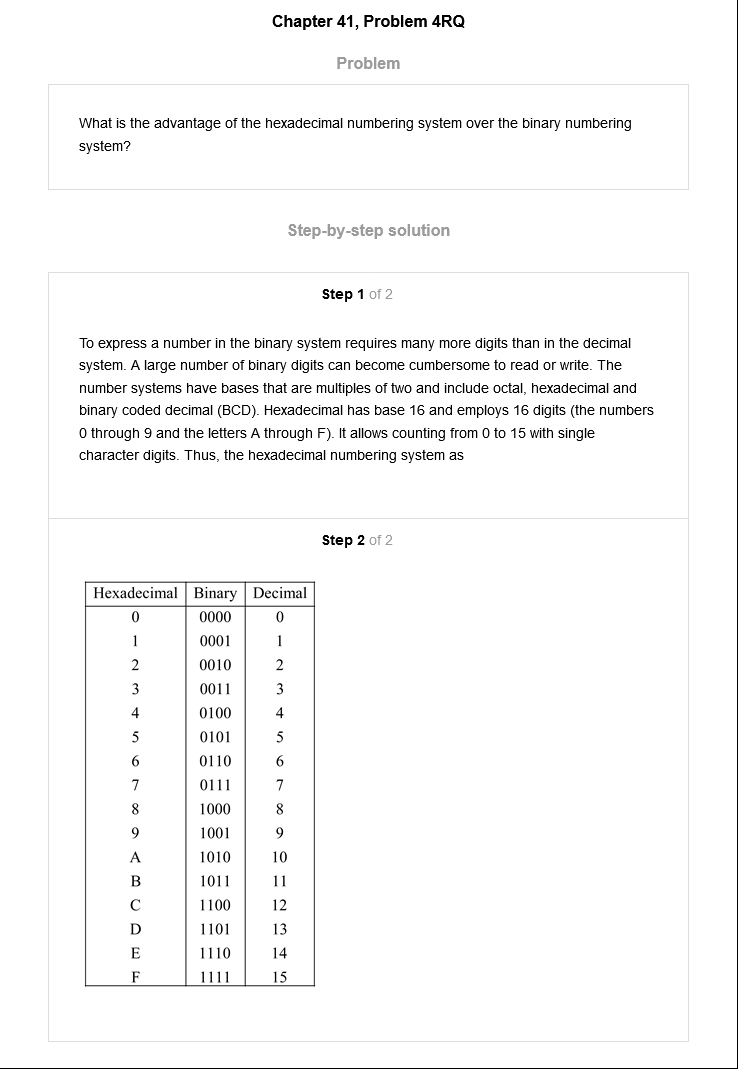 Chapter 41, Problem 4RQ
Problem
What is the advantage of the hexadecimal numbering system over the binary numbering
system?
Step-by-step solution
Step 1 of 2
To express a number in the binary system requires many more digits than in the decimal
system. A large number of binary digits can become cumbersome to read or write. The
number systems have bases that are multiples of two and include octal, hexadecimal and
binary coded decimal (BCD). Hexadecimal has base 16 and employs 16 digits (the numbers
0 through 9 and the letters A through F). It allows counting from 0 to 15 with single
character digits. Thus, the hexadecimal numbering system as
Step 2 of 2
Hexadecimal Binary Decimal
0 0000 0
1 0001 1
2 0010 2
3 0011 3
4 0100 4
5 0101 5
6 0110 6
7 0111 7
8 1000 8
9 1001 9
A 1010 10
B 1011 11
C 1100 12
D 1101 13
E 1110 14
F 1111 15